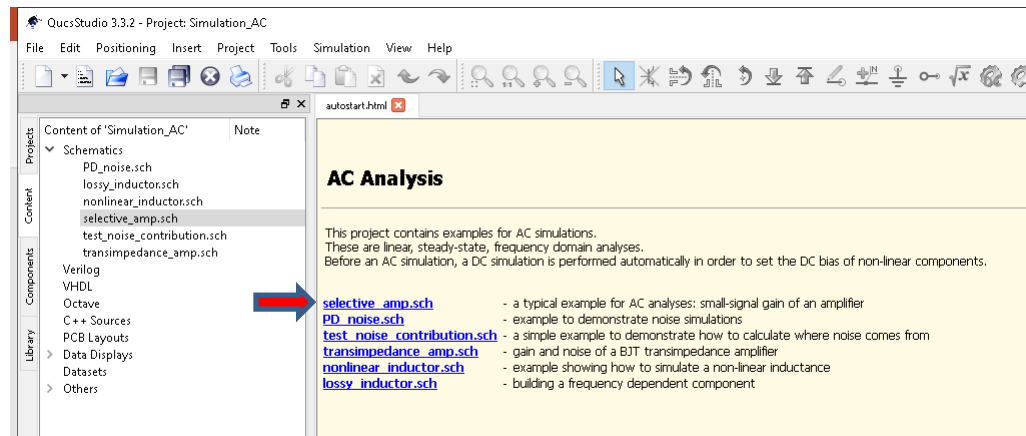 QucsStudio 3.3.2 - Project: Simulation_AC
File Edit Positioning Insert Project Tools Simulation View Help
autostart.html
Projects
Content
Components
Library
Content of 'Simulation_AC' Note
Schematics
PD_noise.sch
lossy_inductor.sch
nonlinear_inductor.sch
selective_amp.sch
test_noise_contribution.sch
transimpedance_amp.sch
Verilog
VHDL
Octave
C++ Sources
PCB Layouts
Data Displays
Datasets
Others
AC Analysis
This project contains examples for AC simulations.
These are linear, steady-state, frequency domain analyses.
Before an AC simulation, a DC simulation is performed automatically in order to set the DC bias of non-linear components.
selective_amp.sch - a typical example for AC analyses: small-signal gain of an amplifier
PD_noise.sch - example to demonstrate noise simulations
test_noise_contribution.sch - a simple example to demonstrate how to calculate where noise comes from
transimpedance_amp.sch - gain and noise of a BJT transimpedance amplifier
nonlinear_inductor.sch - example showing how to simulate a non-linear inductance
lossy_inductor.sch - building a frequency dependent component